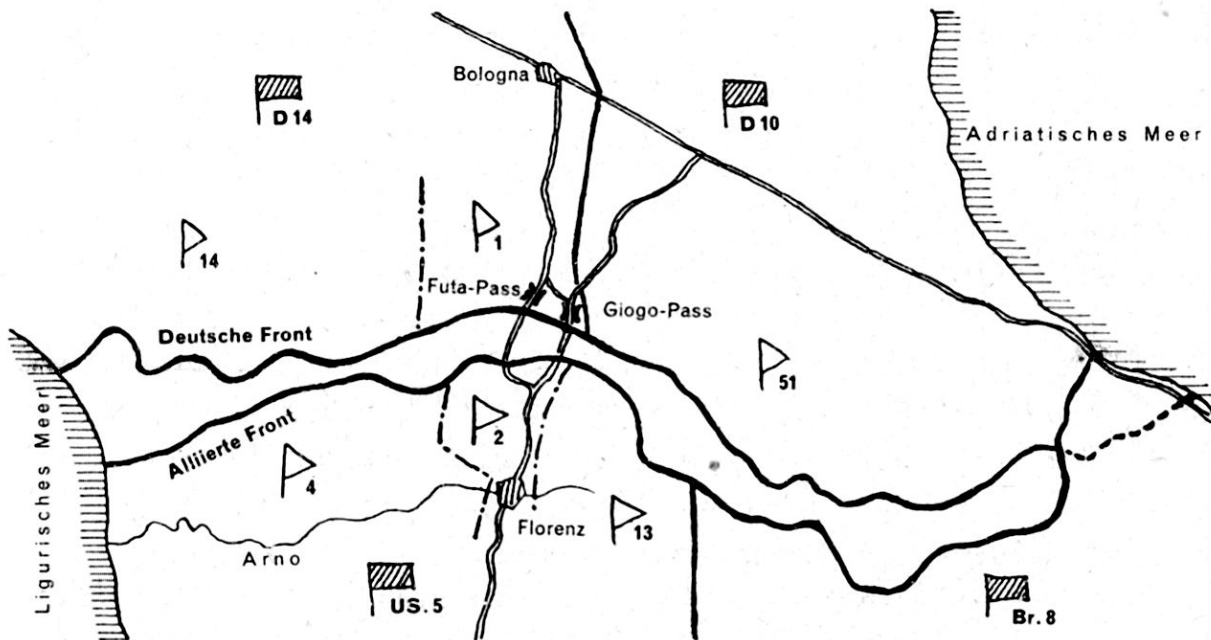 Bologna
D 14
D 10
Adriatisches Meer
14
1
Futa-Pass
Giogo-Pass
Deutsche Front
51
Ligurisches Meer
Alliierte Front
2
4
Florenz
13
Arno
US. 5
Br. 8